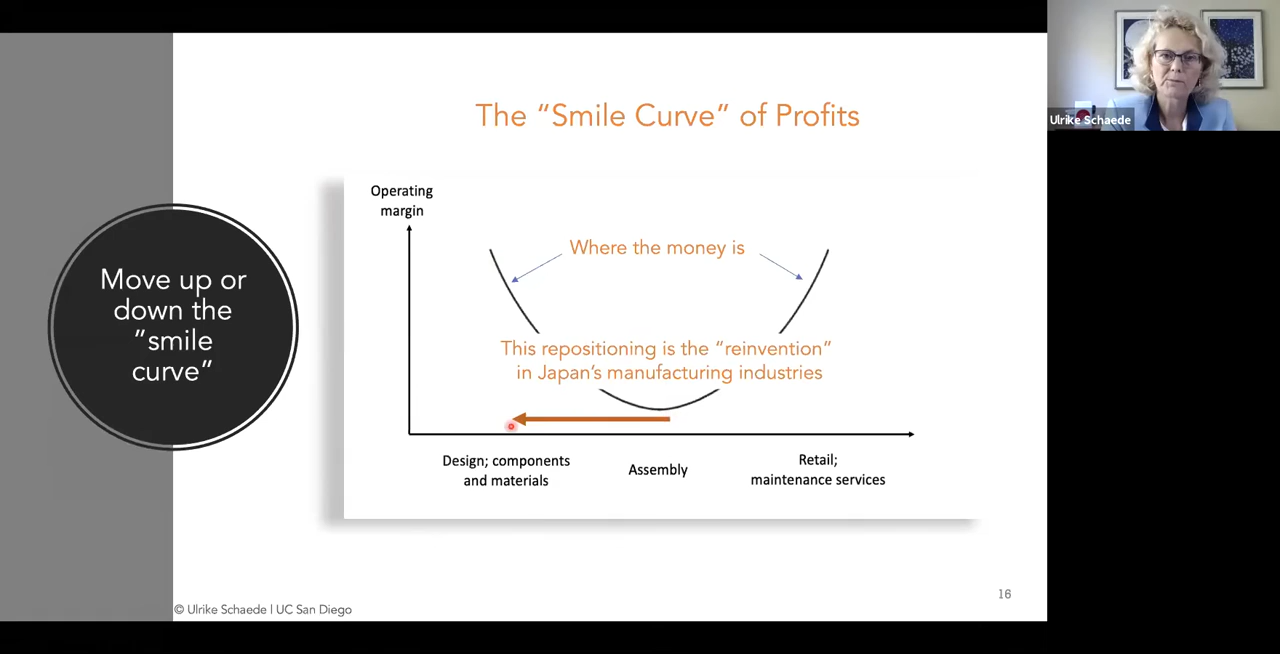 The “Smile Curve” of Profits
Ulrike Schaede
Move up or
down the
“smile
curve”
Operating
margin
Where the money is
This repositioning is the “reinvention”
in Japan’s manufacturing industries
Design; components
and materials
Assembly
Retail;
maintenance services
16
© Ulrike Schaede | UC San Diego